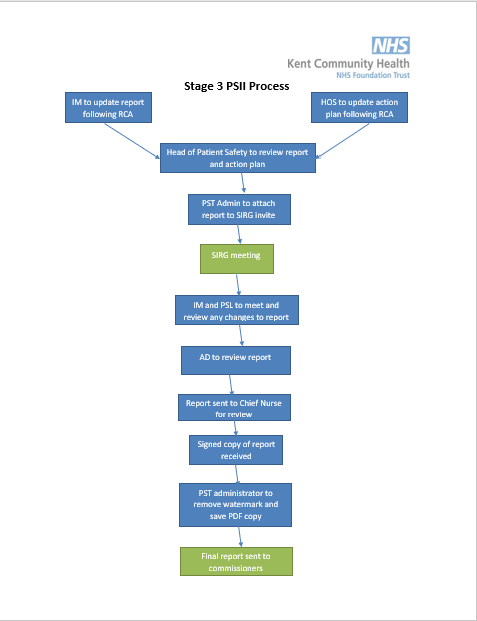 NHS
Kent Community Health
NHS Foundation Trust
Stage 3 PSII Process
IM to update report
following RCA
HOS to update action
plan following RCA
Head of Patient Safety to review report
and action plan
PST Admin to attach
report to SIRG invite
SIRG meeting
IM and PSL to meet and
review any changes to report
AD to review report
Report sent to Chief Nurse
for review
Signed copy of report
received
PST administrator to
remove watermark and
save PDF copy
Final report sent to
commissioners